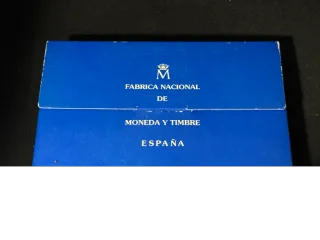 M
FABRICA NACIONAL
DE
MONEDA Y TIMBRE
ESPAÑA